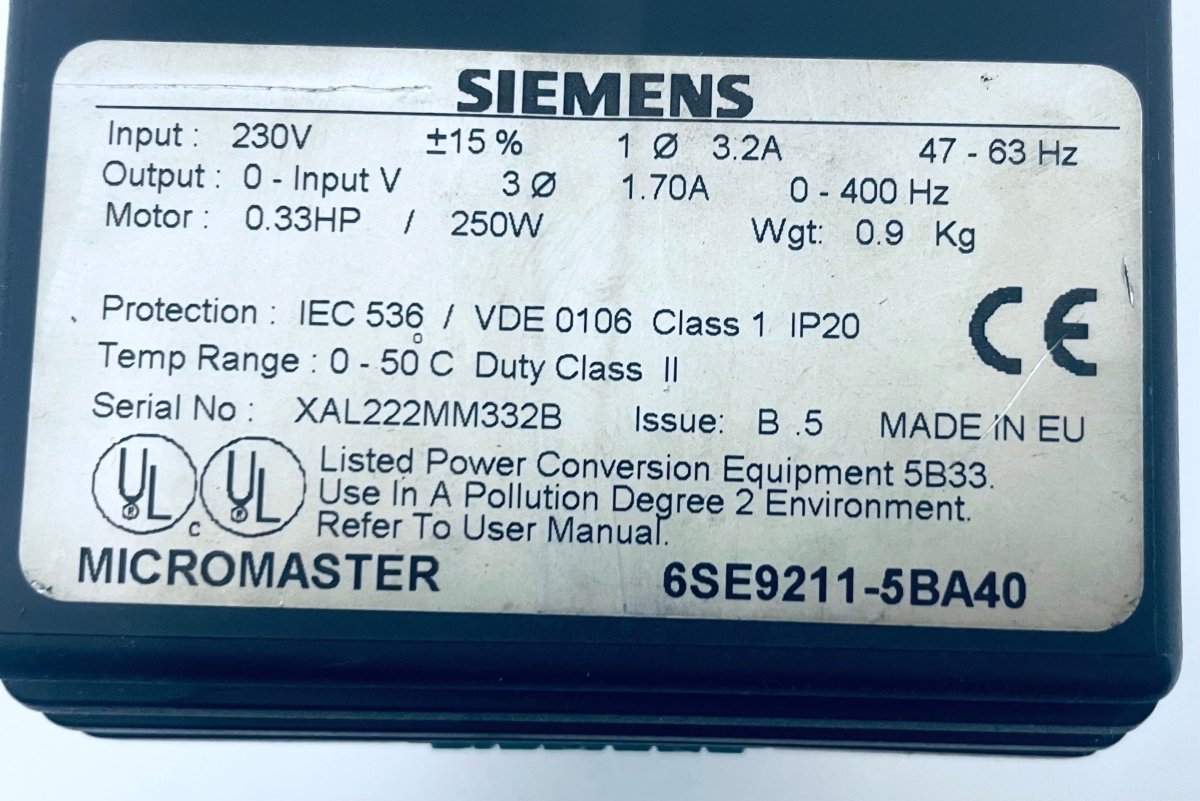 SIEMENS
Input : 230V ±15 % 1 Ø 3.2A 47 - 63 Hz
Output : 0 - Input V 3 Ø 1.70A 0 - 400 Hz
Motor : 0.33HP / 250W Wgt: 0.9 Kg
Protection : IEC 536 / VDE 0106 Class 1 IP20
Temp Range : 0 - 50°C Duty Class II
CE
Serial No : XAL222MM332B Issue: B .5 MADE IN EU
UL c UL ® ® Listed Power Conversion Equipment 5B33.
Use In A Pollution Degree 2 Environment.
Refer To User Manual.
MICROMASTER 6SE9211-5BA40